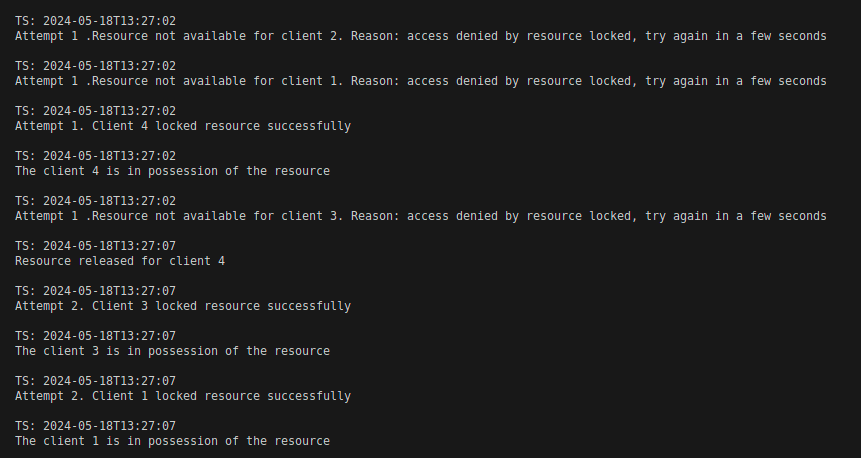 TS: 2024-05-18T13:27:02
Attempt 1 .Resource not available for client 2. Reason: access denied by resource locked, try again in a few seconds
TS: 2024-05-18T13:27:02
Attempt 1 .Resource not available for client 1. Reason: access denied by resource locked, try again in a few seconds
TS: 2024-05-18T13:27:02
Attempt 1. Client 4 locked resource successfully
TS: 2024-05-18T13:27:02
The client 4 is in possession of the resource
TS: 2024-05-18T13:27:02
Attempt 1 .Resource not available for client 3. Reason: access denied by resource locked, try again in a few seconds
TS: 2024-05-18T13:27:07
Resource released for client 4
TS: 2024-05-18T13:27:07
Attempt 2. Client 3 locked resource successfully
TS: 2024-05-18T13:27:07
The client 3 is in possession of the resource
TS: 2024-05-18T13:27:07
Attempt 2. Client 1 locked resource successfully
TS: 2024-05-18T13:27:07
The client 1 is in possession of the resource